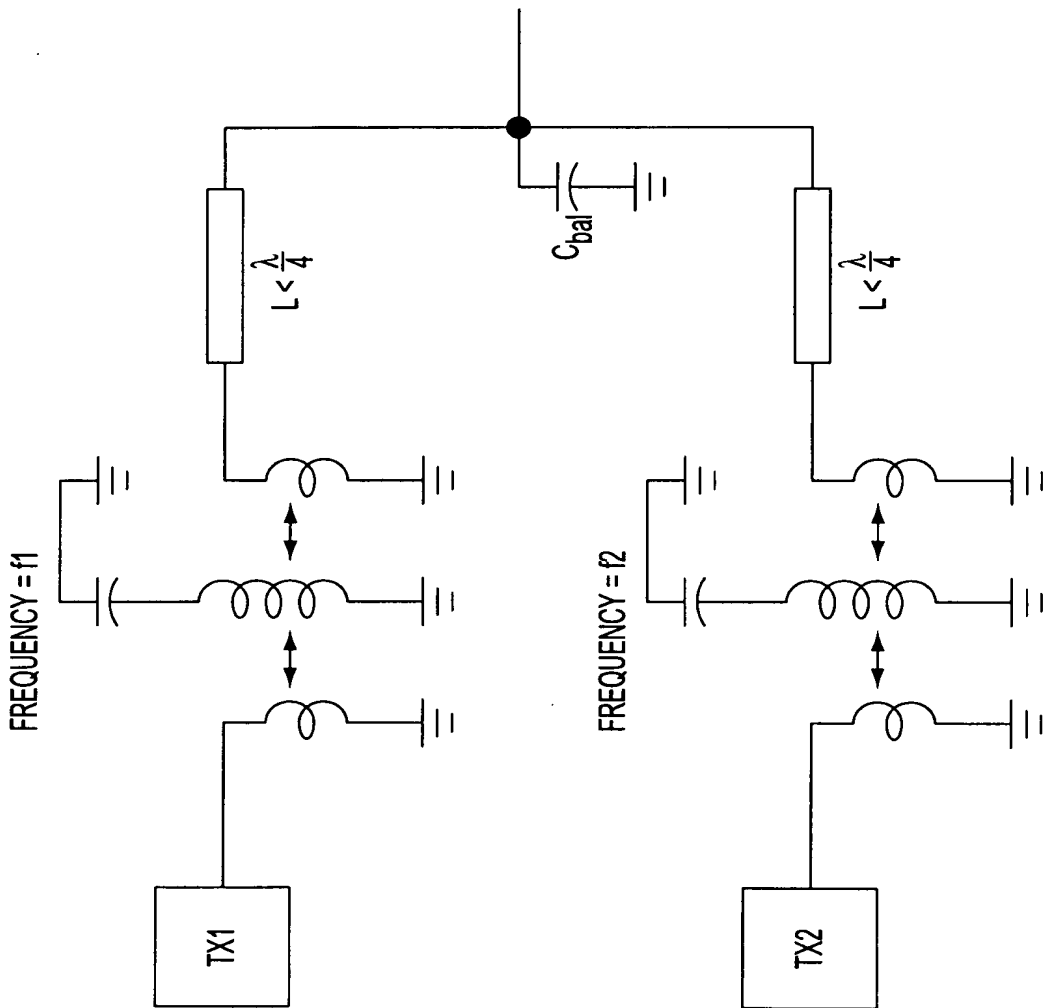 FREQUENCY = f1
L < λ/4
TX1
C_bal
FREQUENCY = f2
L < λ/4
TX2